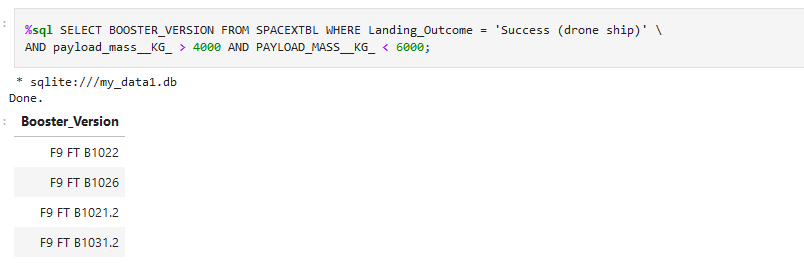 :
%sql SELECT BOOSTER_VERSION FROM SPACEXTBL WHERE Landing_Outcome = 'Success (drone ship)' \
AND payload_mass__KG_ > 4000 AND PAYLOAD_MASS__KG_ < 6000;
* sqlite:///my_data1.db
Done.
:
Booster_Version
F9 FT B1022
F9 FT B1026
F9 FT B1021.2
F9 FT B1031.2